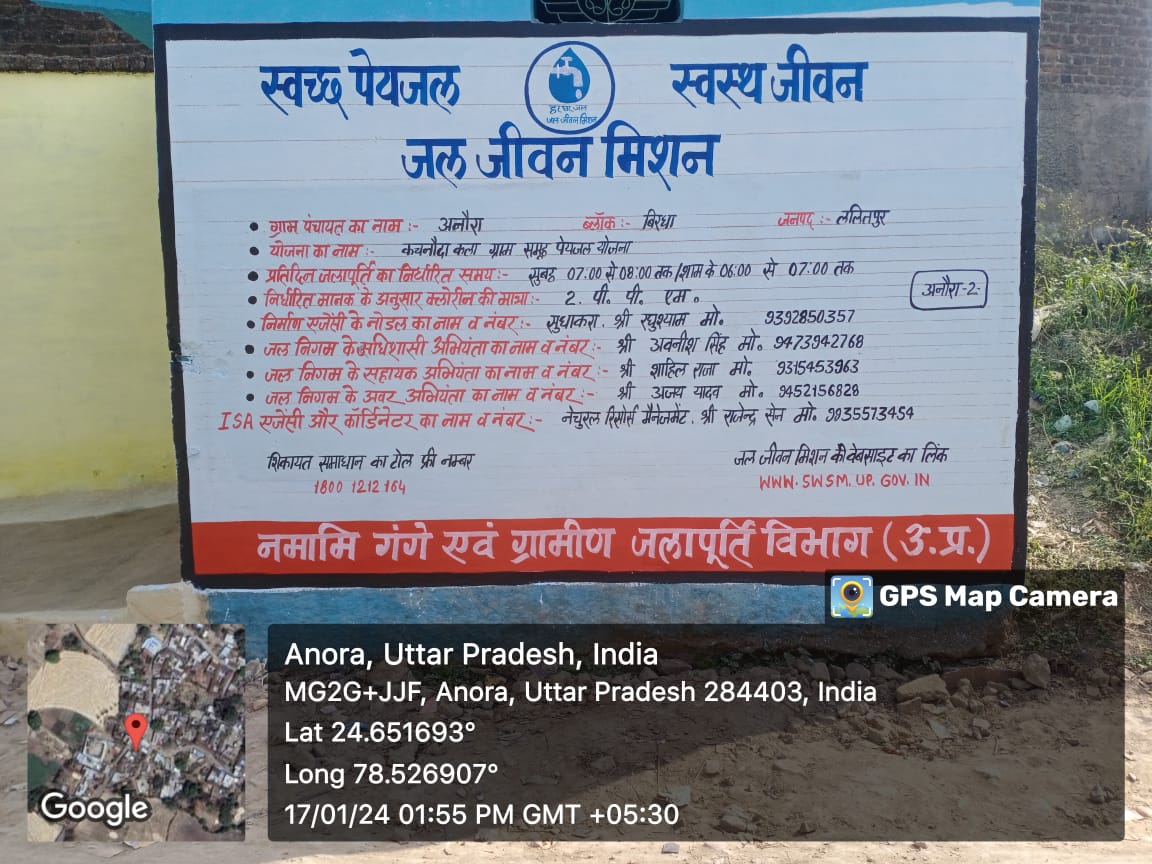 स्वच्छ पेयजल स्वस्थ जीवन
हर घर जल
जल जीवन मिशन
जल जीवन मिशन
• ग्राम पंचायत का नाम :- अनौरा ब्लॉक :- बिरधा जनपद :- ललितपुर
• योजना का नाम :- कचनौंदा कला ग्राम समूह पेयजल योजना
• प्रतिदिन जलापूर्ति का निर्धारित समय :- सुबह 07:00 से 08:00 तक/शाम के 06:00 से 07:00 तक
• निर्धारित मानक के अनुसार क्लोरीन की मात्रा :- 2. पी. पी. एम.
अनौरा-2
• निर्माण एजेंसी के नोडल का नाम व नंबर :- सुधाकरा. श्री रघुश्याम मो. 9392850357
• जल निगम के अधिशासी अभियंता का नाम व नंबर :- श्री अवनीश सिंह मो. 9473942768
• जल निगम के सहायक अभियंता का नाम व नंबर :- श्री शाहिल राजा मो. 9315453963
• जल निगम के अवर अभियंता का नाम व नंबर :- श्री अजय यादव मो. 9452156828
ISA एजेंसी और कॉर्डिनेटर का नाम व नंबर :- नेचुरल रिसोर्स मैनेजमेंट. श्री राजेन्द्र सेन मो. 9835573454
शिकायत समाधान का टोल फ्री नम्बर जल जीवन मिशन की वेबसाइट का लिंक
1800 1212 164 WWW.SWSM.UP.GOV.IN
नमामि गंगे एवं ग्रामीण जलापूर्ति विभाग (उ.प्र.)
GPS Map Camera
Anora, Uttar Pradesh, India
MG2G+JJF, Anora, Uttar Pradesh 284403, India
Lat 24.651693°
Long 78.526907°
17/01/24 01:55 PM GMT +05:30
Google